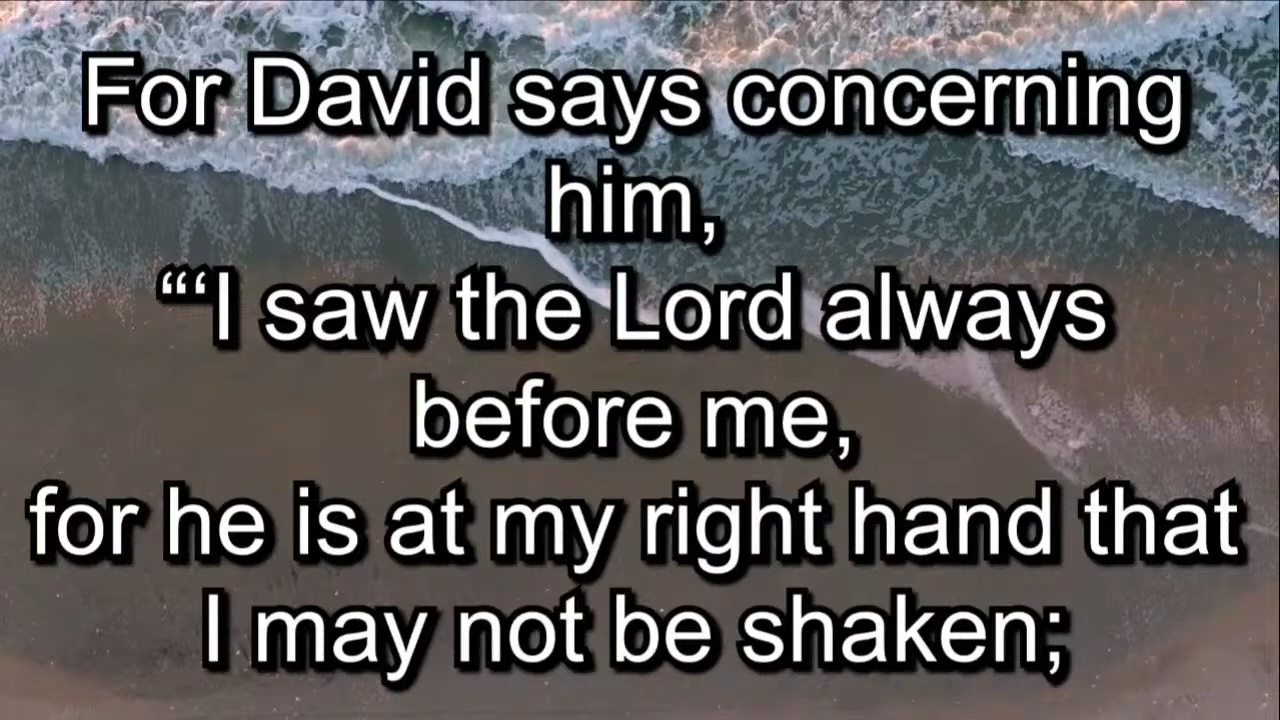 For David says concerning
him,
“‘I saw the Lord always
before me,
for he is at my right hand that
I may not be shaken;